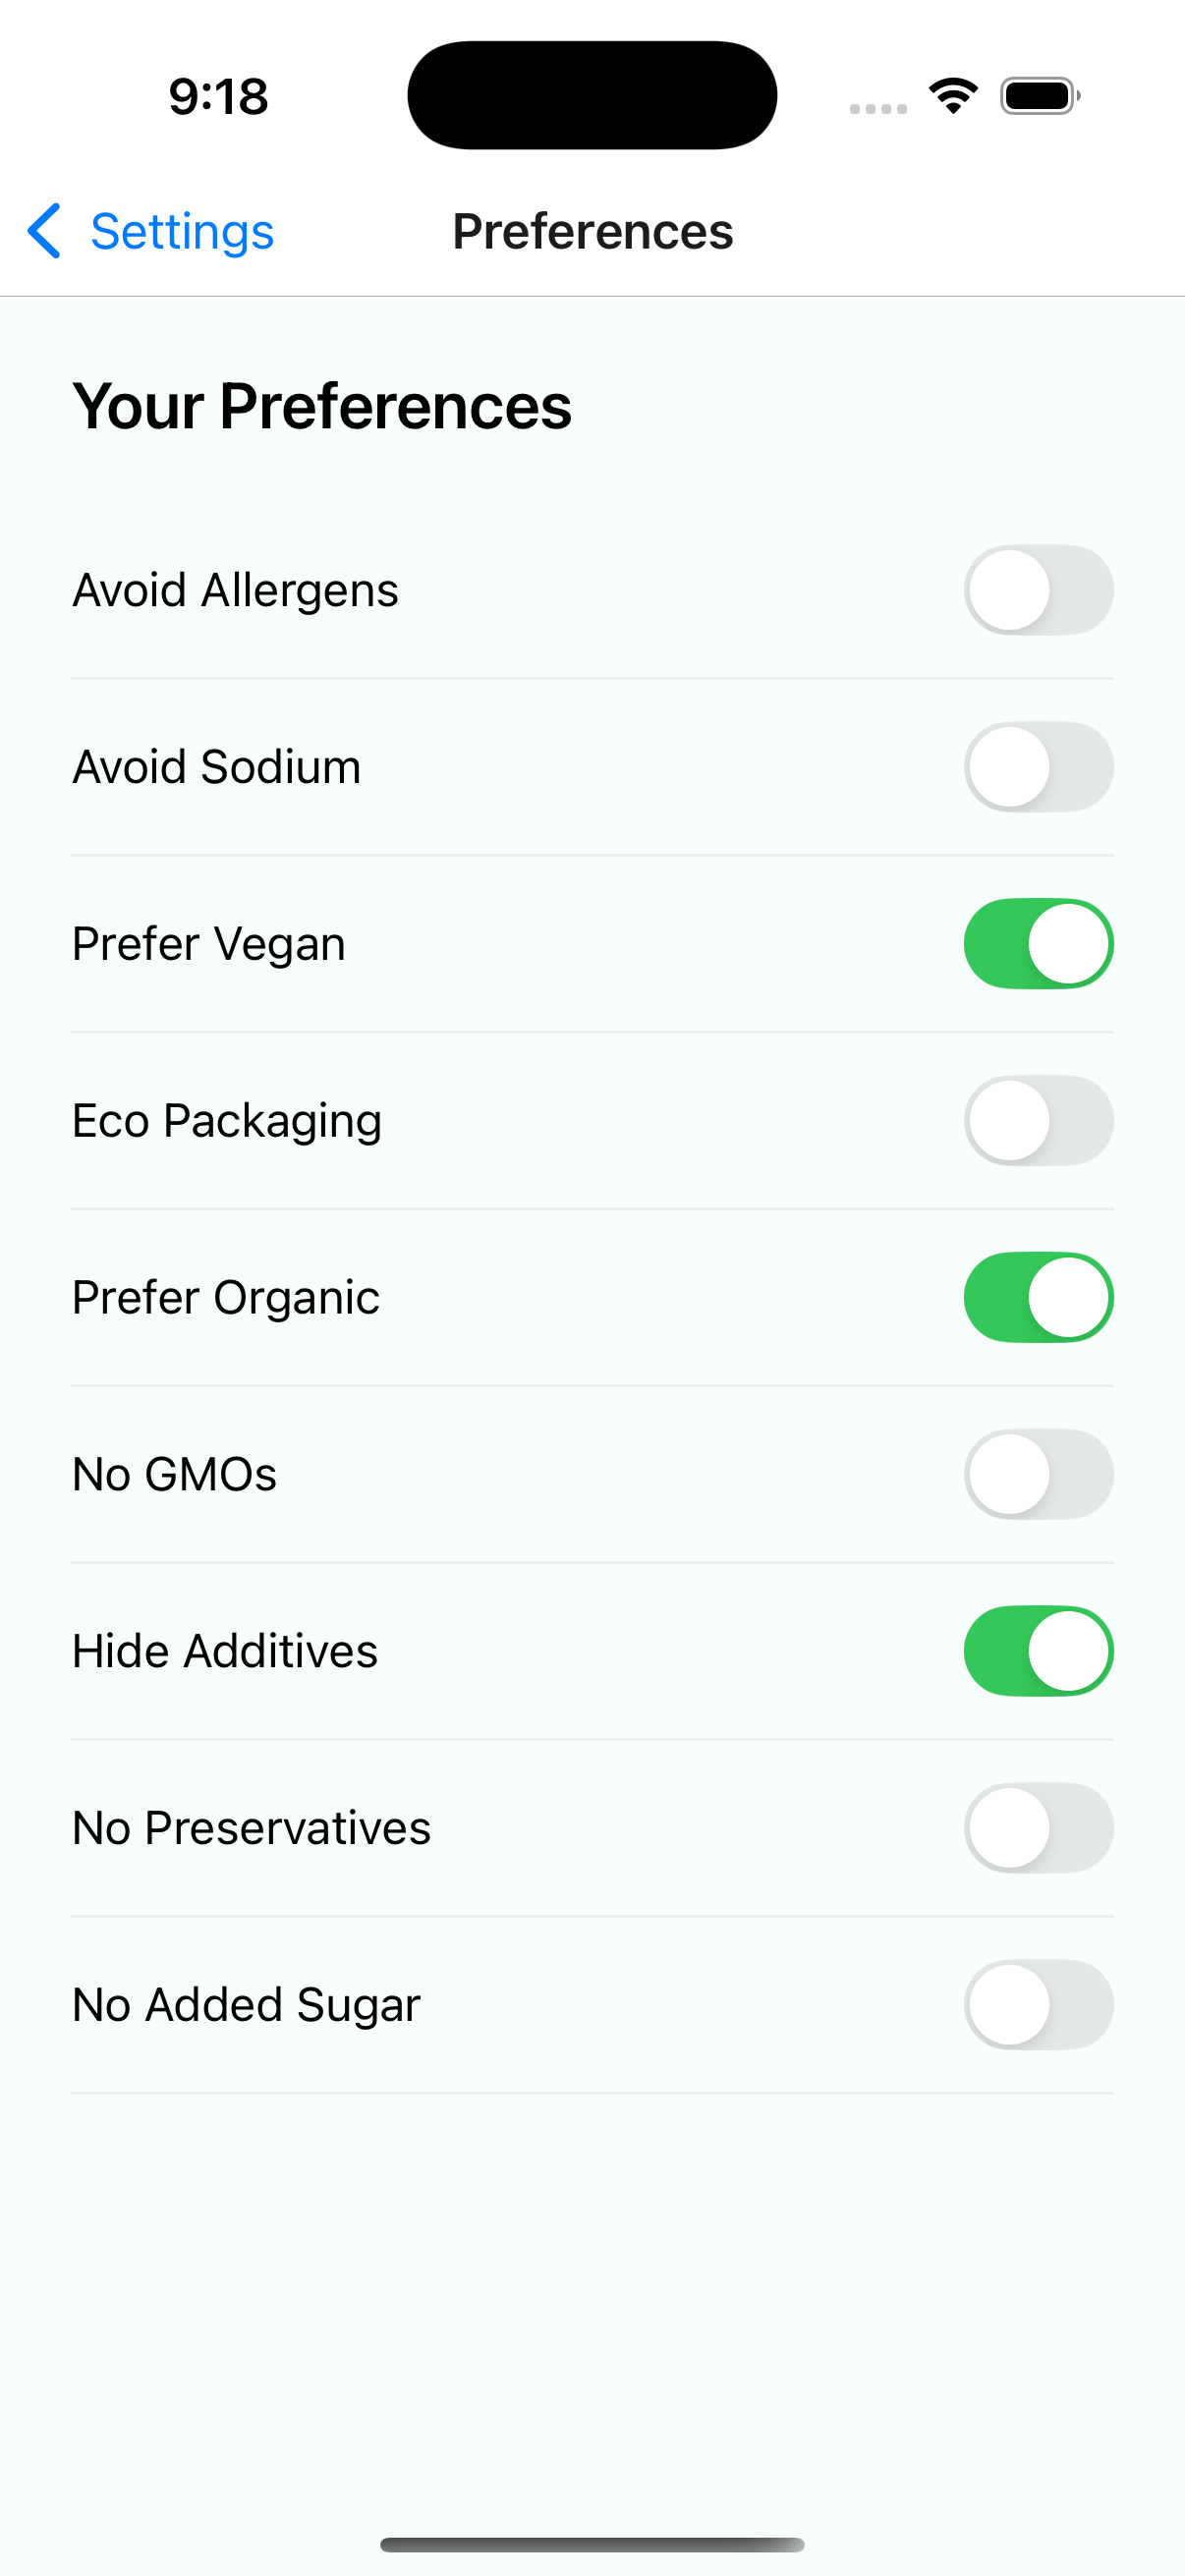 9:18
Settings
Preferences
Your Preferences
Avoid Allergens
Avoid Sodium
Prefer Vegan
Eco Packaging
Prefer Organic
No GMOs
Hide Additives
No Preservatives
No Added Sugar